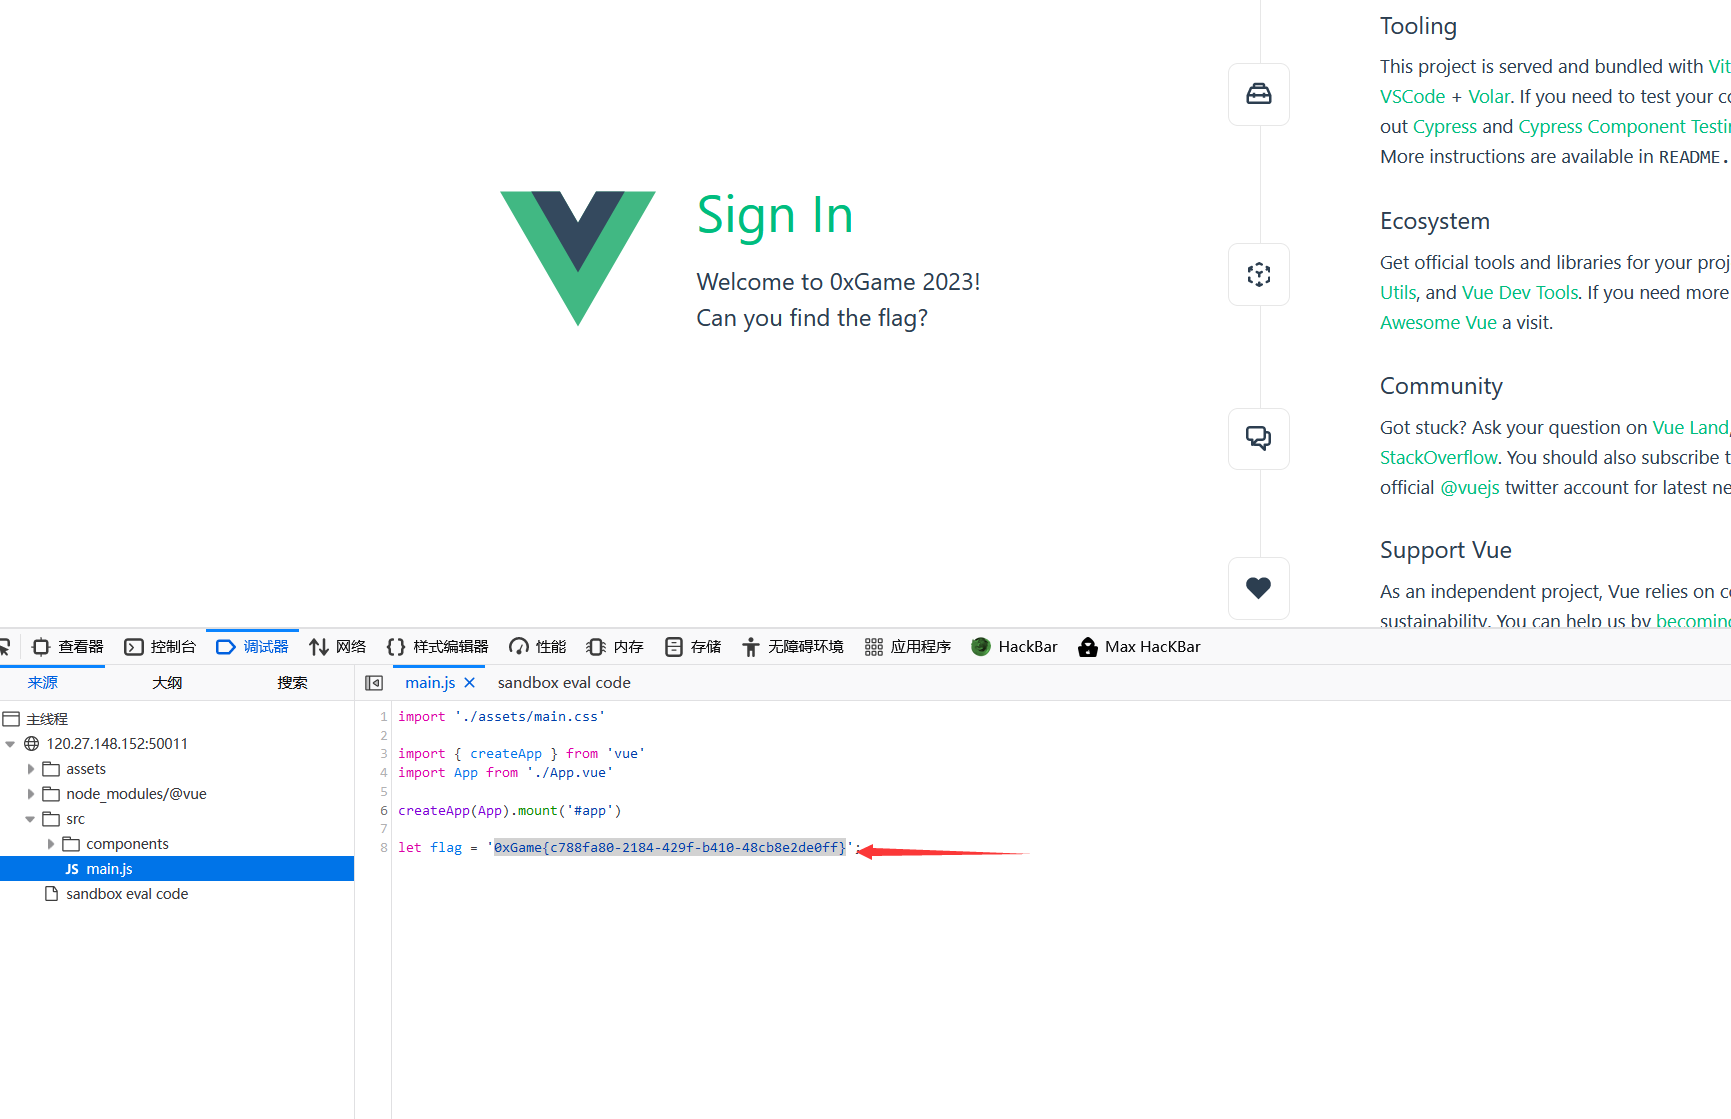 Tooling
This project is served and bundled with Vit
VSCode + Volar. If you need to test your co
out Cypress and Cypress Component Testin
More instructions are available in README.
Sign In
Welcome to 0xGame 2023!
Can you find the flag?
Ecosystem
Get official tools and libraries for your proj
Utils, and Vue Dev Tools. If you need more
Awesome Vue a visit.
Community
Got stuck? Ask your question on Vue Land,
StackOverflow. You should also subscribe t
official @vuejs twitter account for latest ne
Support Vue
As an independent project, Vue relies on co
sustainability. You can help us by becoming
查看器 控制台 调试器 网络 样式编辑器 性能 内存 存储 无障碍环境 应用程序 HackBar Max HacKBar
来源 大纲 搜索 main.js sandbox eval code
主线程
120.27.148.152:50011
assets
node_modules/@vue
src
components
JS main.js
sandbox eval code
1 import './assets/main.css'
2
3 import { createApp } from 'vue'
4 import App from './App.vue'
5
6 createApp(App).mount('#app')
7
8 let flag = '0xGame{c788fa80-2184-429f-b410-48cb8e2de0ff}';